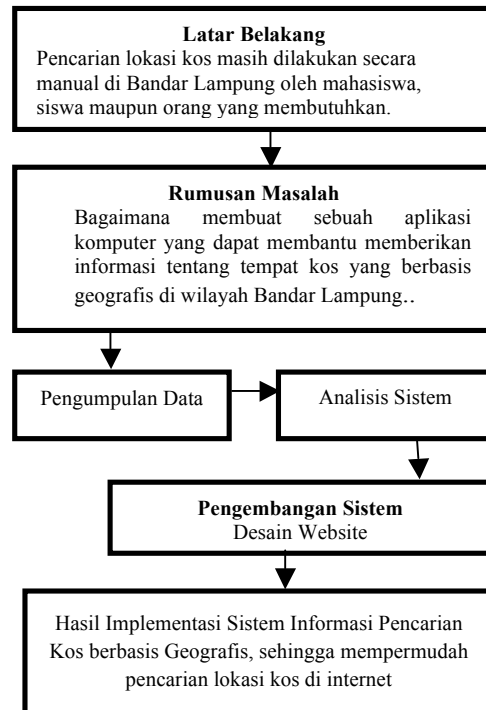 Latar Belakang
Pencarian lokasi kos masih dilakukan secara
manual di Bandar Lampung oleh mahasiswa,
siswa maupun orang yang membutuhkan.
Rumusan Masalah
Bagaimana membuat sebuah aplikasi
komputer yang dapat membantu memberikan
informasi tentang tempat kos yang berbasis
geografis di wilayah Bandar Lampung..
Pengumpulan Data
Analisis Sistem
Pengembangan Sistem
Desain Website
Hasil Implementasi Sistem Informasi Pencarian
Kos berbasis Geografis, sehingga mempermudah
pencarian lokasi kos di internet